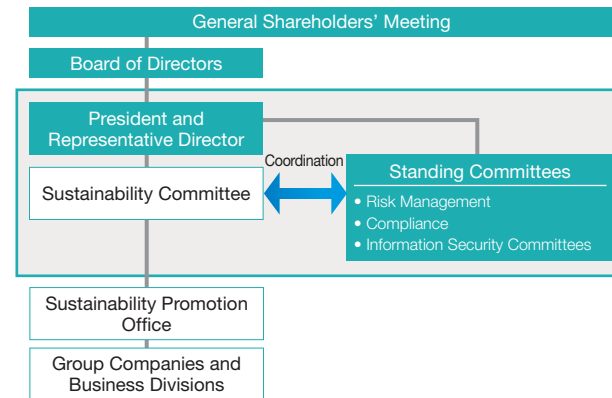 General Shareholders’ Meeting
Board of Directors
President and
Representative Director
Coordination
Sustainability Committee
Standing Committees
• Risk Management
• Compliance
• Information Security Committees
Sustainability Promotion
Office
Group Companies and
Business Divisions